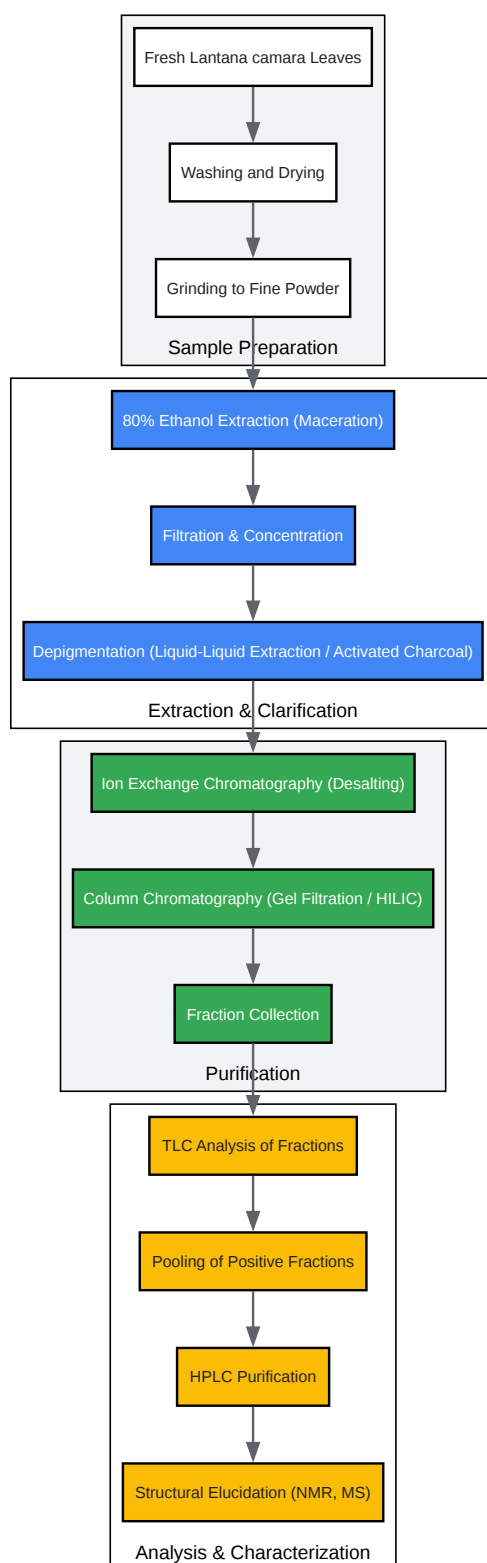 Fresh Lantana camara Leaves
Washing and Drying
Grinding to Fine Powder
Sample Preparation
80% Ethanol Extraction (Maceration)
Filtration & Concentration
Depigmentation (Liquid-Liquid Extraction / Activated Charcoal)
Extraction & Clarification
Ion Exchange Chromatography (Desalting)
Column Chromatography (Gel Filtration / HILIC)
Fraction Collection
Purification
TLC Analysis of Fractions
Pooling of Positive Fractions
HPLC Purification
Structural Elucidation (NMR, MS)
Analysis & Characterization